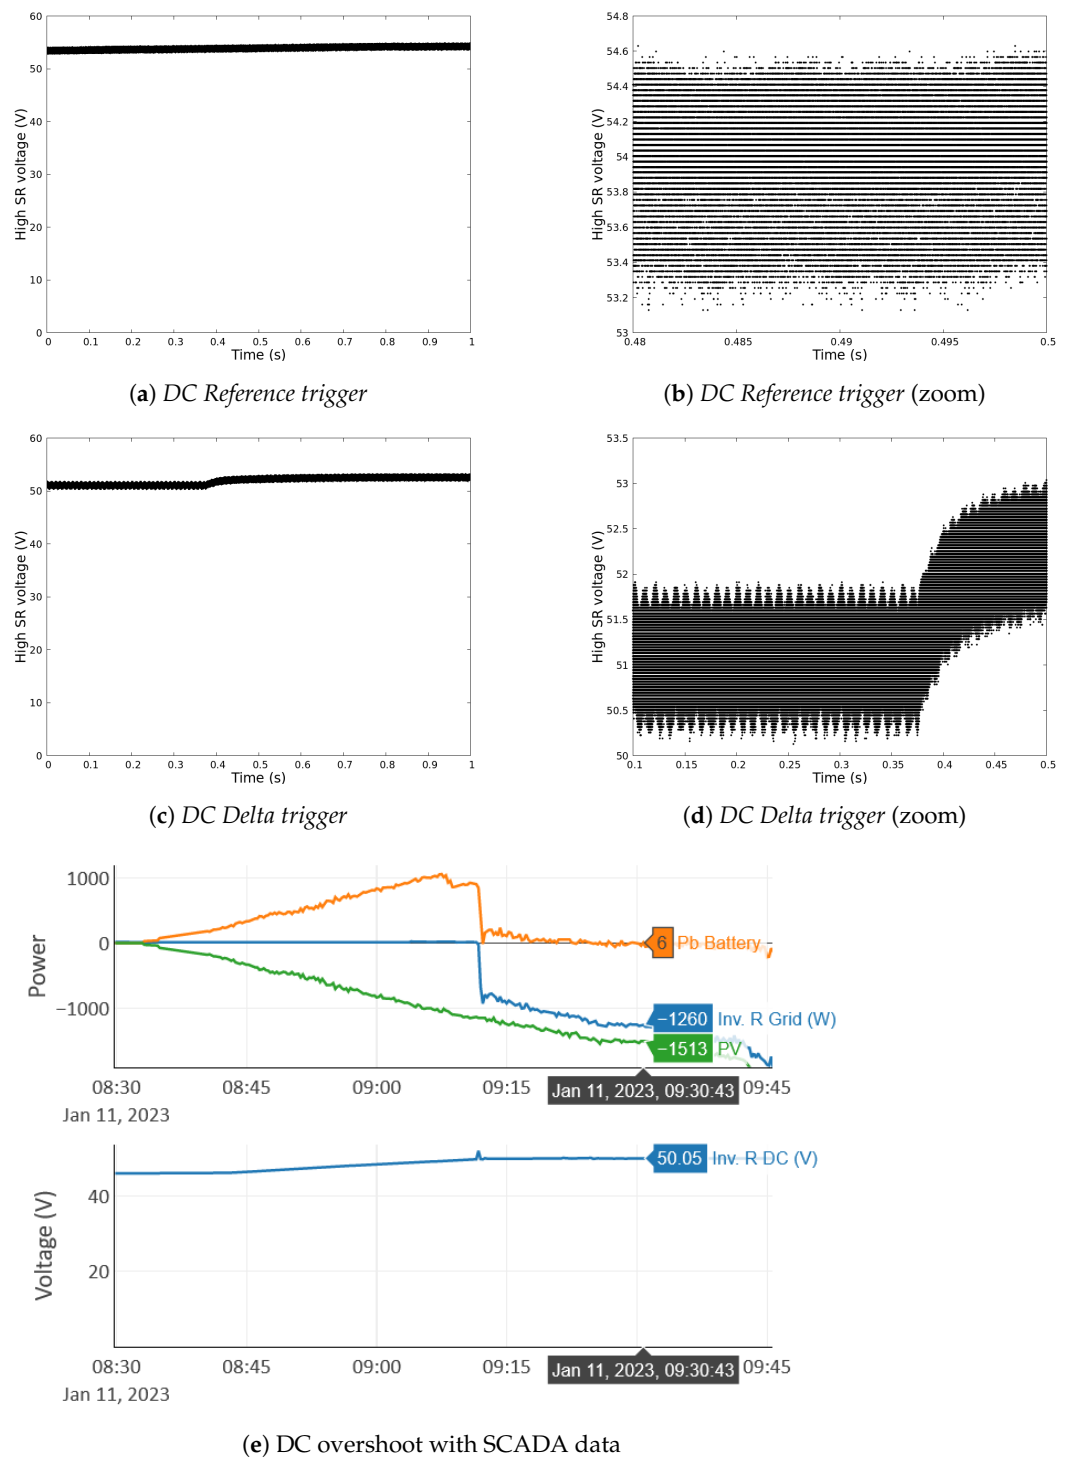 60
50
40
30
20
10
0
High SR voltage (V)
0 0.1 0.2 0.3 0.4 0.5 0.6 0.7 0.8 0.9 1
Time (s)
(a) DC Reference trigger
54.8
54.6
54.4
54.2
54
53.8
53.6
53.4
53.2
53
High SR voltage (V)
0.48 0.485 0.49 0.495 0.5
Time (s)
(b) DC Reference trigger (zoom)
60
50
40
30
20
10
0
High SR voltage (V)
0 0.1 0.2 0.3 0.4 0.5 0.6 0.7 0.8 0.9 1
Time (s)
(c) DC Delta trigger
53.5
53
52.5
52
51.5
51
50.5
50
High SR voltage (V)
0.1 0.15 0.2 0.25 0.3 0.35 0.4 0.45 0.5
Time (s)
(d) DC Delta trigger (zoom)
1000
0
−1000
Power
6 Pb Battery
−1260 Inv. R Grid (W)
−1513 PV
08:30 08:45 09:00 09:15 Jan 11, 2023, 09:30:43 09:45
Jan 11, 2023
40
20
Voltage (V)
50.05 Inv. R DC (V)
08:30 08:45 09:00 09:15 Jan 11, 2023, 09:30:43 09:45
Jan 11, 2023
(e) DC overshoot with SCADA data